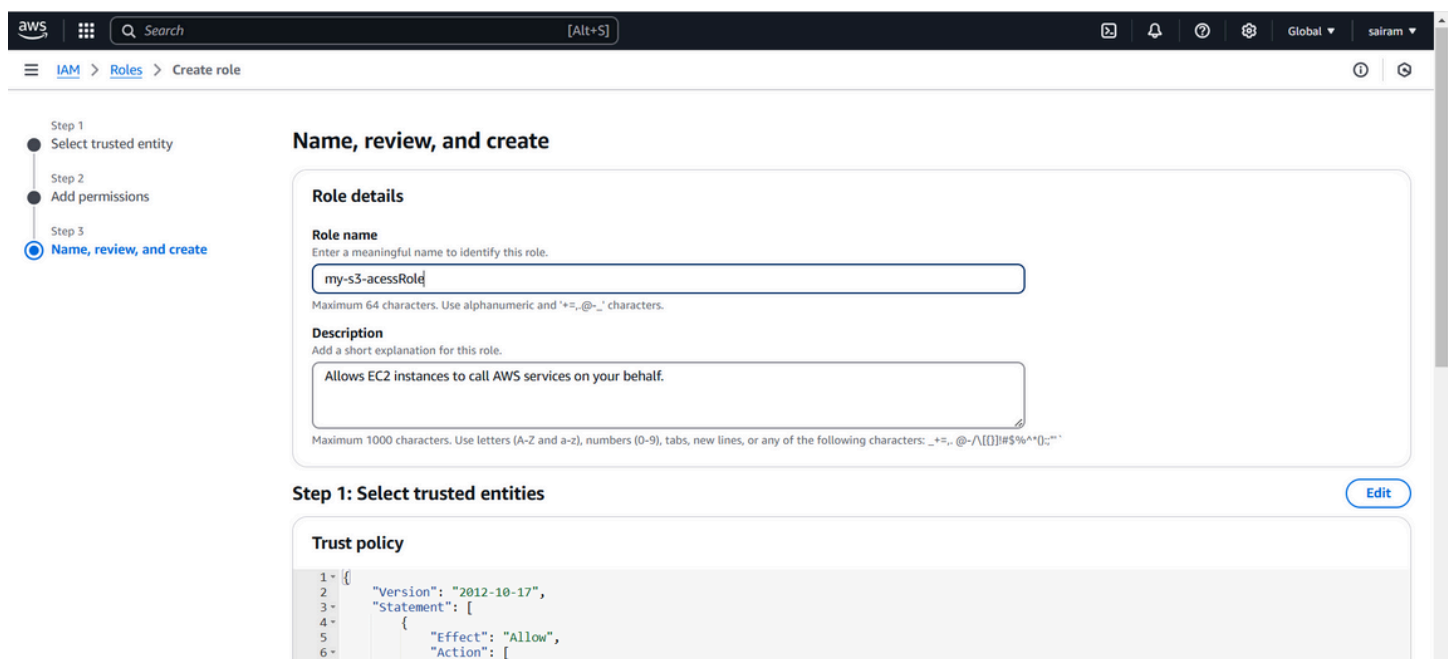 aws
Search [Alt+S] Global sairam
IAM > Roles > Create role
Step 1
Select trusted entity
Step 2
Add permissions
Step 3
Name, review, and create
Name, review, and create
Role details
Role name
Enter a meaningful name to identify this role.
my-s3-acessRole
Maximum 64 characters. Use alphanumeric and '+=,.@-_' characters.
Description
Add a short explanation for this role.
Allows EC2 instances to call AWS services on your behalf.
Maximum 1000 characters. Use letters (A-Z and a-z), numbers (0-9), tabs, new lines, or any of the following characters: _+=,. @-/\[{}]!#$%^*();:"'`
Step 1: Select trusted entities
Edit
Trust policy
1 {
2 "Version": "2012-10-17",
3 "Statement": [
4 {
5 "Effect": "Allow",
6 "Action": [